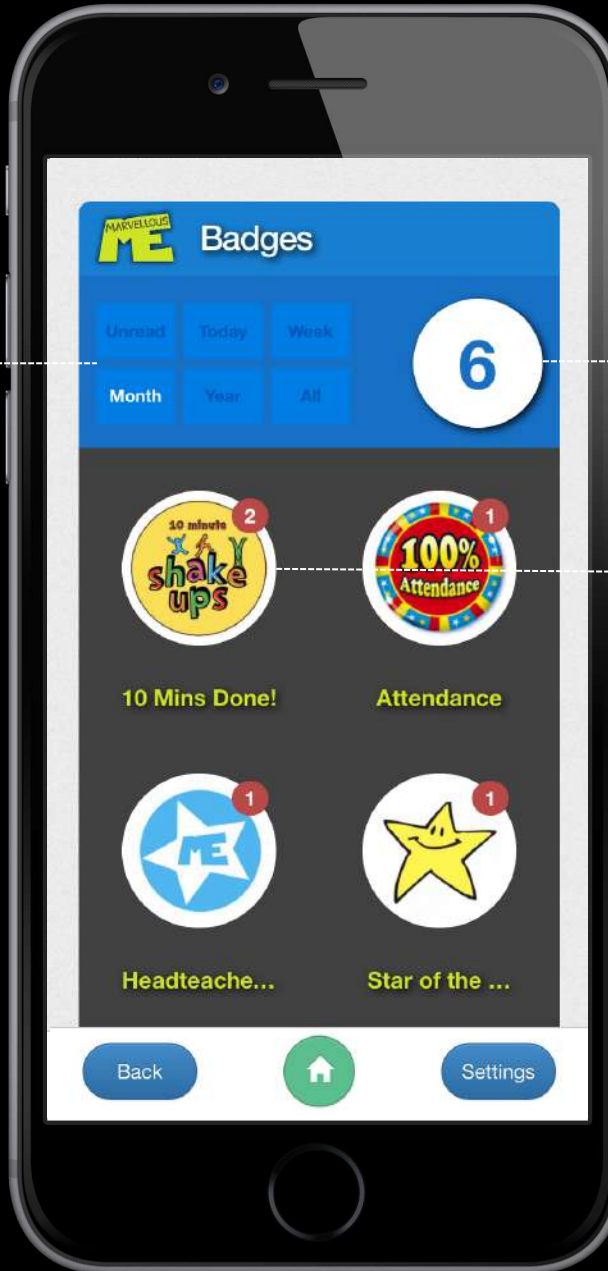 MARVELLOUS
ME
Badges
Unread Today Week
6
Month Year All
10 minute
shake
ups
2
100%
Attendance
1
10 Mins Done!
Attendance
ME
1
1
Headteache...
Star of the ...
Back
Settings